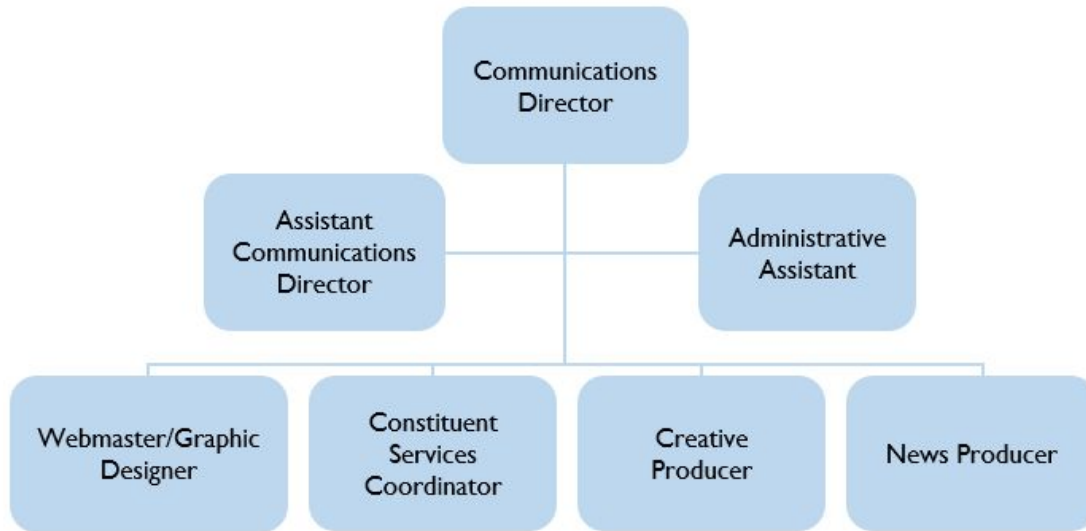 Communications
Director
Assistant
Communications
Director
Administrative
Assistant
Webmaster/Graphic
Designer
Constituent
Services
Coordinator
Creative
Producer
News Producer